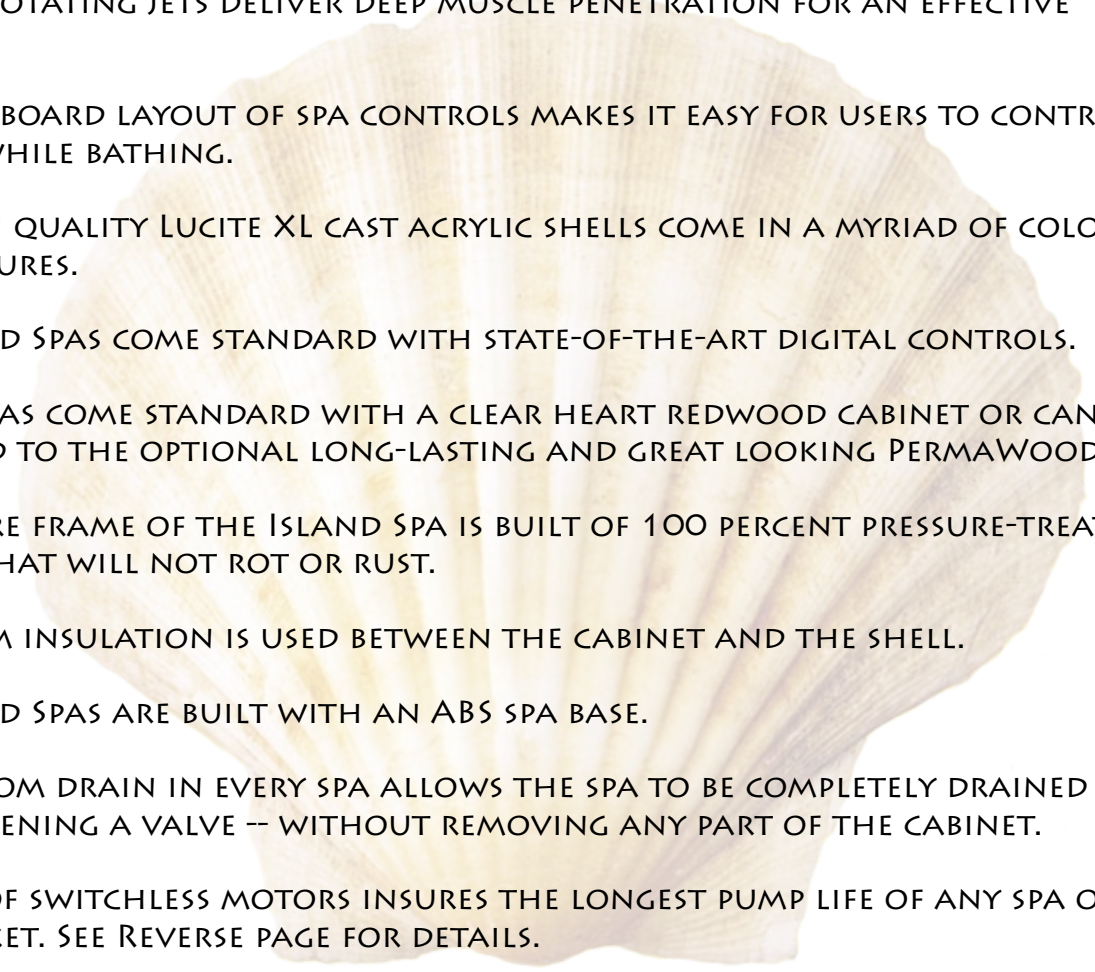 OTATING JETS DELIVER DEEP MUSCLE PENETRATION FOR AN EFFECTIVE
BOARD LAYOUT OF SPA CONTROLS MAKES IT EASY FOR USERS TO CONTR
WHILE BATHING.
QUALITY LUCITE XL CAST ACRYLIC SHELLS COME IN A MYRIAD OF COLO
URES.
D SPAS COME STANDARD WITH STATE-OF-THE-ART DIGITAL CONTROLS.
AS COME STANDARD WITH A CLEAR HEART REDWOOD CABINET OR CAN
D TO THE OPTIONAL LONG-LASTING AND GREAT LOOKING PERMAWOOD
RE FRAME OF THE ISLAND SPA IS BUILT OF 100 PERCENT PRESSURE-TREAT
HAT WILL NOT ROT OR RUST.
M INSULATION IS USED BETWEEN THE CABINET AND THE SHELL.
D SPAS ARE BUILT WITH AN ABS SPA BASE.
OM DRAIN IN EVERY SPA ALLOWS THE SPA TO BE COMPLETELY DRAINED
ENING A VALVE -- WITHOUT REMOVING ANY PART OF THE CABINET.
OF SWITCHLESS MOTORS INSURES THE LONGEST PUMP LIFE OF ANY SPA O
KET. SEE REVERSE PAGE FOR DETAILS.